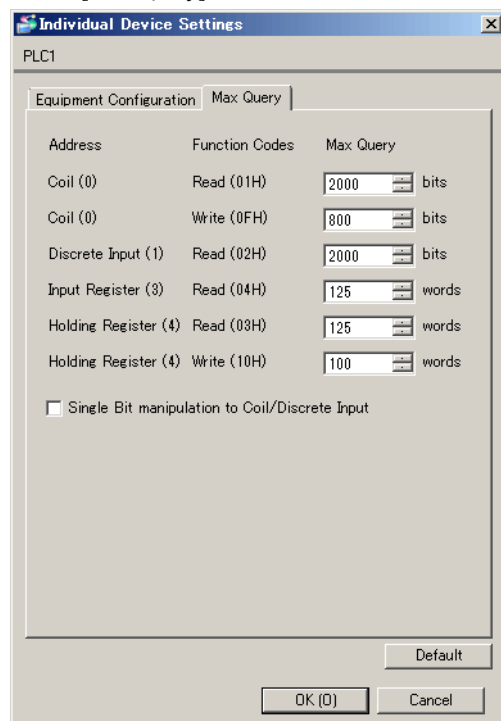 Individual Device Settings
PLC1
Equipment Configuration Max Query
Address Function Codes Max Query
Coil (0) Read (01H) 2000 bits
Coil (0) Write (0FH) 800 bits
Discrete Input (1) Read (02H) 2000 bits
Input Register (3) Read (04H) 125 words
Holding Register (4) Read (03H) 125 words
Holding Register (4) Write (10H) 100 words
Single Bit manipulation to Coil/Discrete Input
Default
OK (O) Cancel